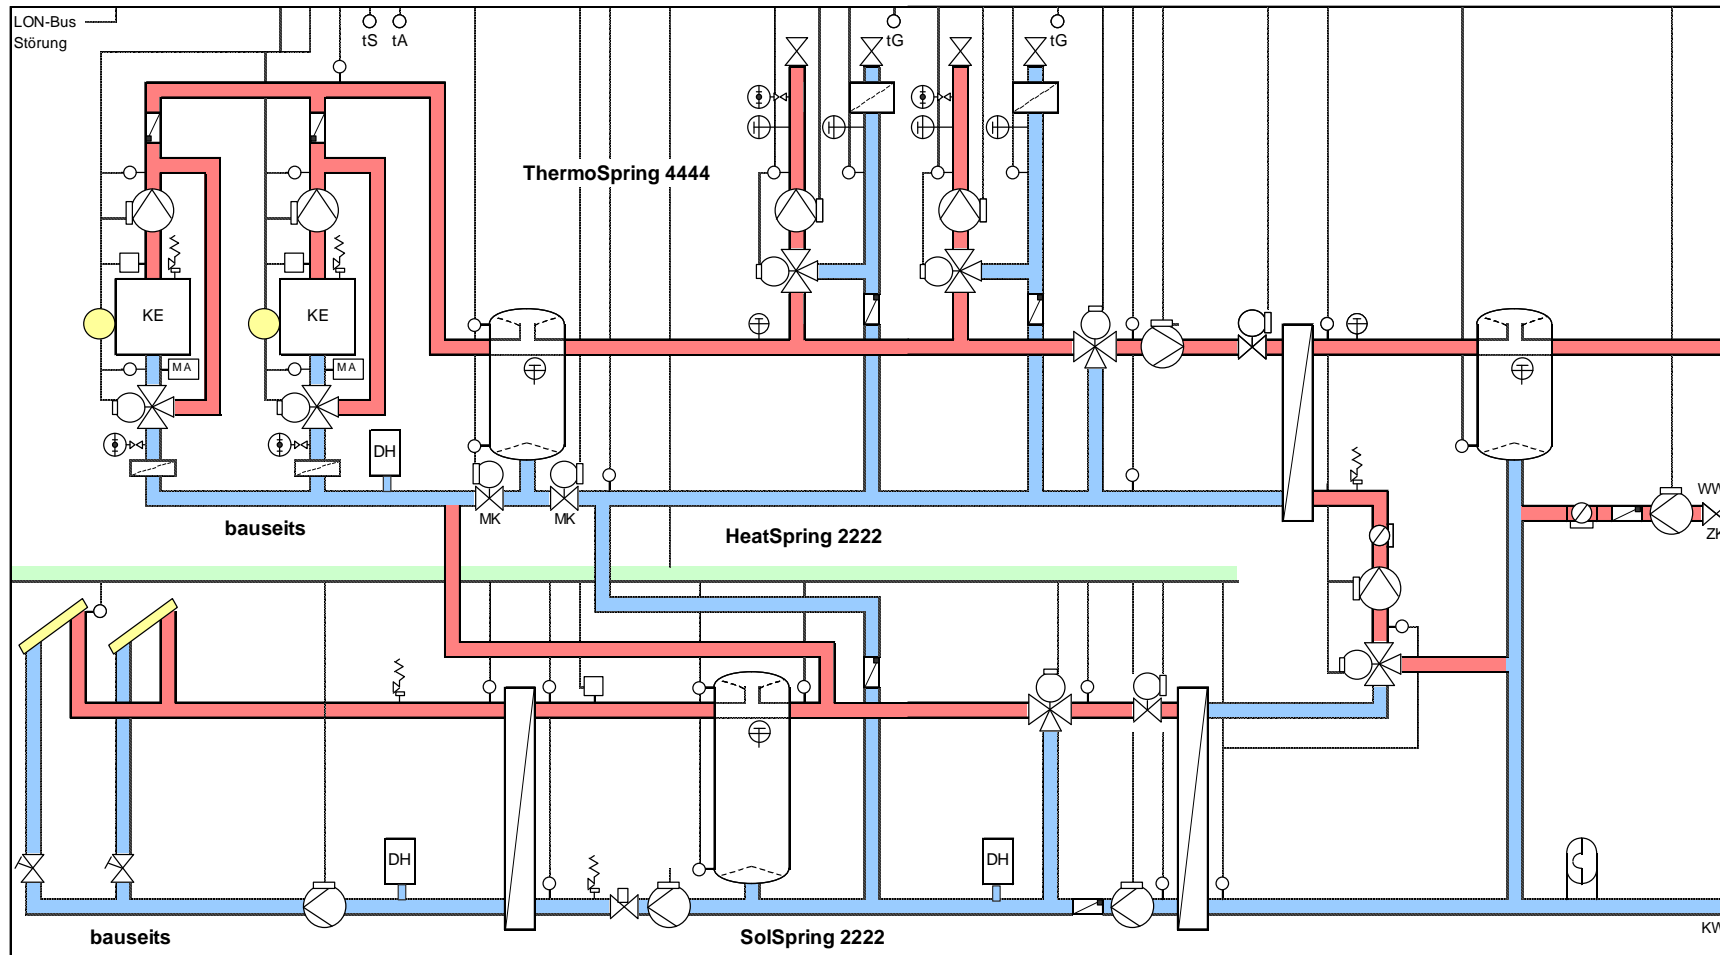 LON-Bus
Störung
tS tA
tG
tG
ThermoSpring 4444
KE
KE
MA
MA
DH
MK
MK
bauseits
HeatSpring 2222
WW
ZK
DH
DH
bauseits
SolSpring 2222
KW